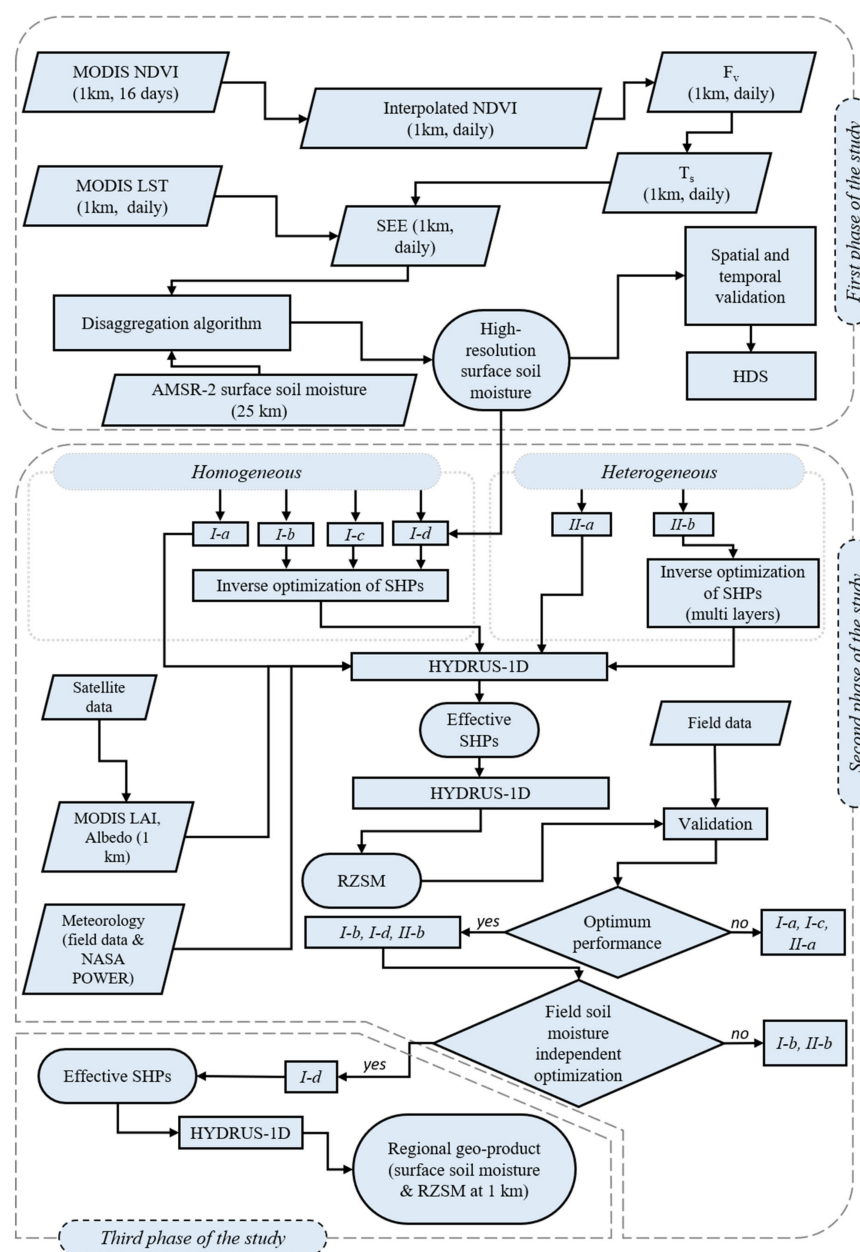 MODIS NDVI
(1km, 16 days)
Interpolated NDVI
(1km, daily)
Fv
(1km, daily)
MODIS LST
(1km, daily)
Ts
(1km, daily)
SEE (1km,
daily)
Spatial and
temporal
validation
First phase of the study
Disaggregation algorithm
High-
resolution
surface soil
moisture
HDS
AMSR-2 surface soil moisture
(25 km)
Homogeneous
Heterogeneous
I-a
I-b
I-c
I-d
II-a
II-b
Inverse optimization of SHPs
Inverse optimization
of SHPs
(multi layers)
HYDRUS-1D
Satellite
data
Effective
SHPs
Field data
Second phase of the study
HYDRUS-1D
MODIS LAI,
Albedo (1
km)
Validation
RZSM
Meteorology
(field data &
NASA
POWER)
I-b, I-d, II-b
yes
Optimum
performance
no
I-a, I-c,
II-a
Field soil
moisture
independent
optimization
no
I-b, II-b
yes
I-d
Effective SHPs
HYDRUS-1D
Regional geo-product
(surface soil moisture
& RZSM at 1 km)
Third phase of the study